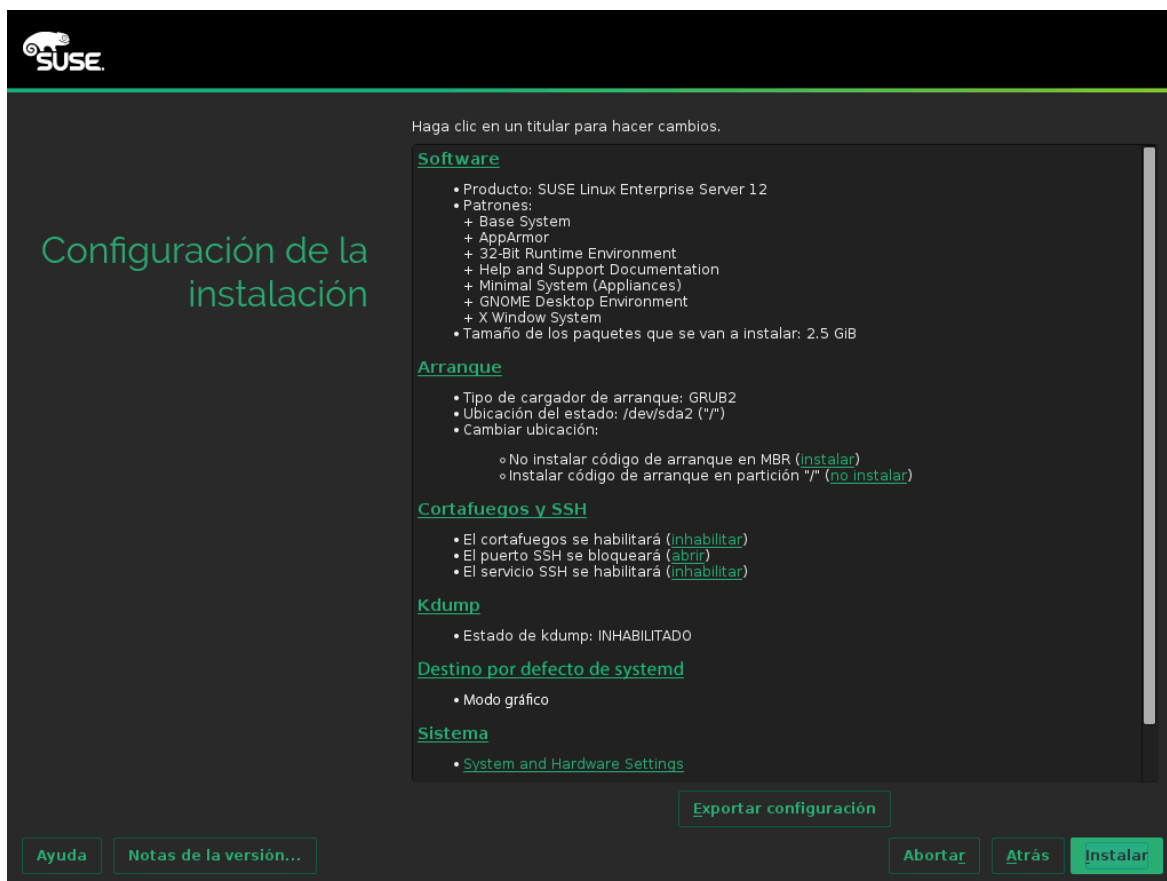 SUSE.
Haga clic en un titular para hacer cambios.
Configuración de la
instalación
Software
• Producto: SUSE Linux Enterprise Server 12
• Patrones:
+ Base System
+ AppArmor
+ 32-Bit Runtime Environment
+ Help and Support Documentation
+ Minimal System (Appliances)
+ GNOME Desktop Environment
+ X Window System
• Tamaño de los paquetes que se van a instalar: 2.5 GiB
Arranque
• Tipo de cargador de arranque: GRUB2
• Ubicación del estado: /dev/sda2 ("/")
• Cambiar ubicación:
◦ No instalar código de arranque en MBR (instalar)
◦ Instalar código de arranque en partición "/" (no instalar)
Cortafuegos y SSH
• El cortafuegos se habilitará (inhabilitar)
• El puerto SSH se bloqueará (abrir)
• El servicio SSH se habilitará (inhabilitar)
Kdump
• Estado de kdump: INHABILITADO
Destino por defecto de systemd
• Modo gráfico
Sistema
• System and Hardware Settings
Exportar configuración
Ayuda
Notas de la versión...
Abortar
Atrás
Instalar